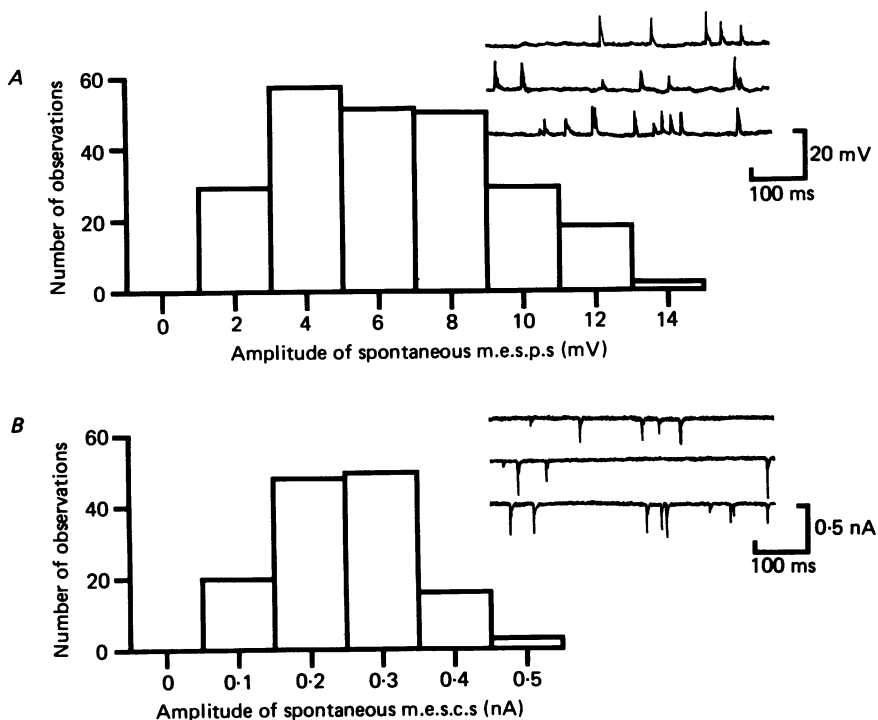 A
Number of observations
60
40
20
0
0 2 4 6 8 10 12 14
Amplitude of spontaneous m.e.s.p.s (mV)
20 mV
100 ms
B
Number of observations
60
40
20
0
0 0·1 0·2 0·3 0·4 0·5
Amplitude of spontaneous m.e.s.c.s (nA)
0·5 nA
100 ms